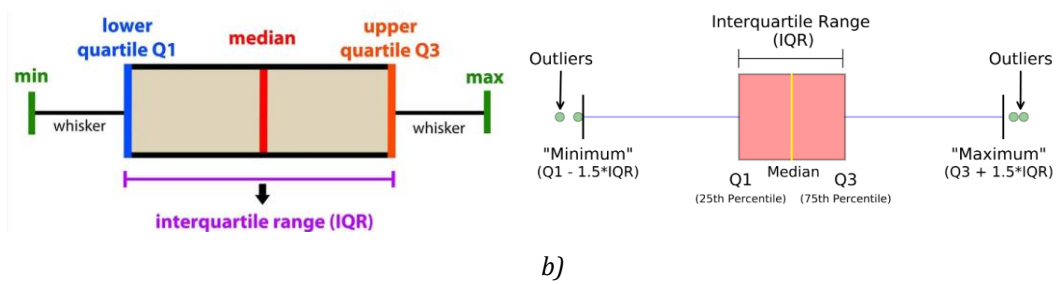 lower
quartile Q1
median
upper
quartile Q3
min
max
whisker
whisker
interquartile range (IQR)
Interquartile Range
(IQR)
Outliers
Outliers
"Minimum"
(Q1 - 1.5*IQR)
"Maximum"
(Q3 + 1.5*IQR)
Q1
Median
Q3
(25th Percentile)
(75th Percentile)
b)